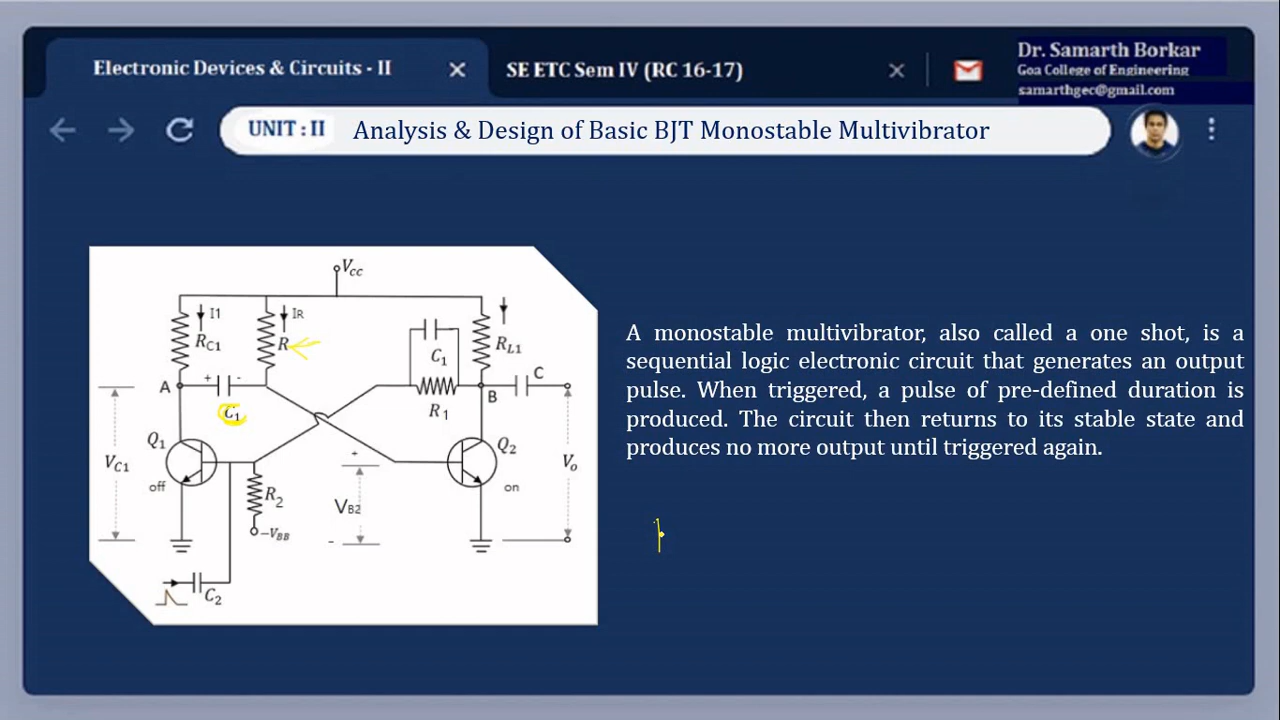 Electronic Devices & Circuits - II
SE ETC Sem IV (RC 16-17)
Dr. Samarth Borkar
Goa College of Engineering
samarthgec@gmail.com
UNIT : II Analysis & Design of Basic BJT Monostable Multivibrator
Vcc
I1
IR
RC1
R
C1
RL1
A
+
-
C1
R1
B
C
Q1
Q2
VC1
off
R2
+
VB2
-
on
Vo
-VBB
C2
A monostable multivibrator, also called a one shot, is a
sequential logic electronic circuit that generates an output
pulse. When triggered, a pulse of pre-defined duration is
produced. The circuit then returns to its stable state and
produces no more output until triggered again.